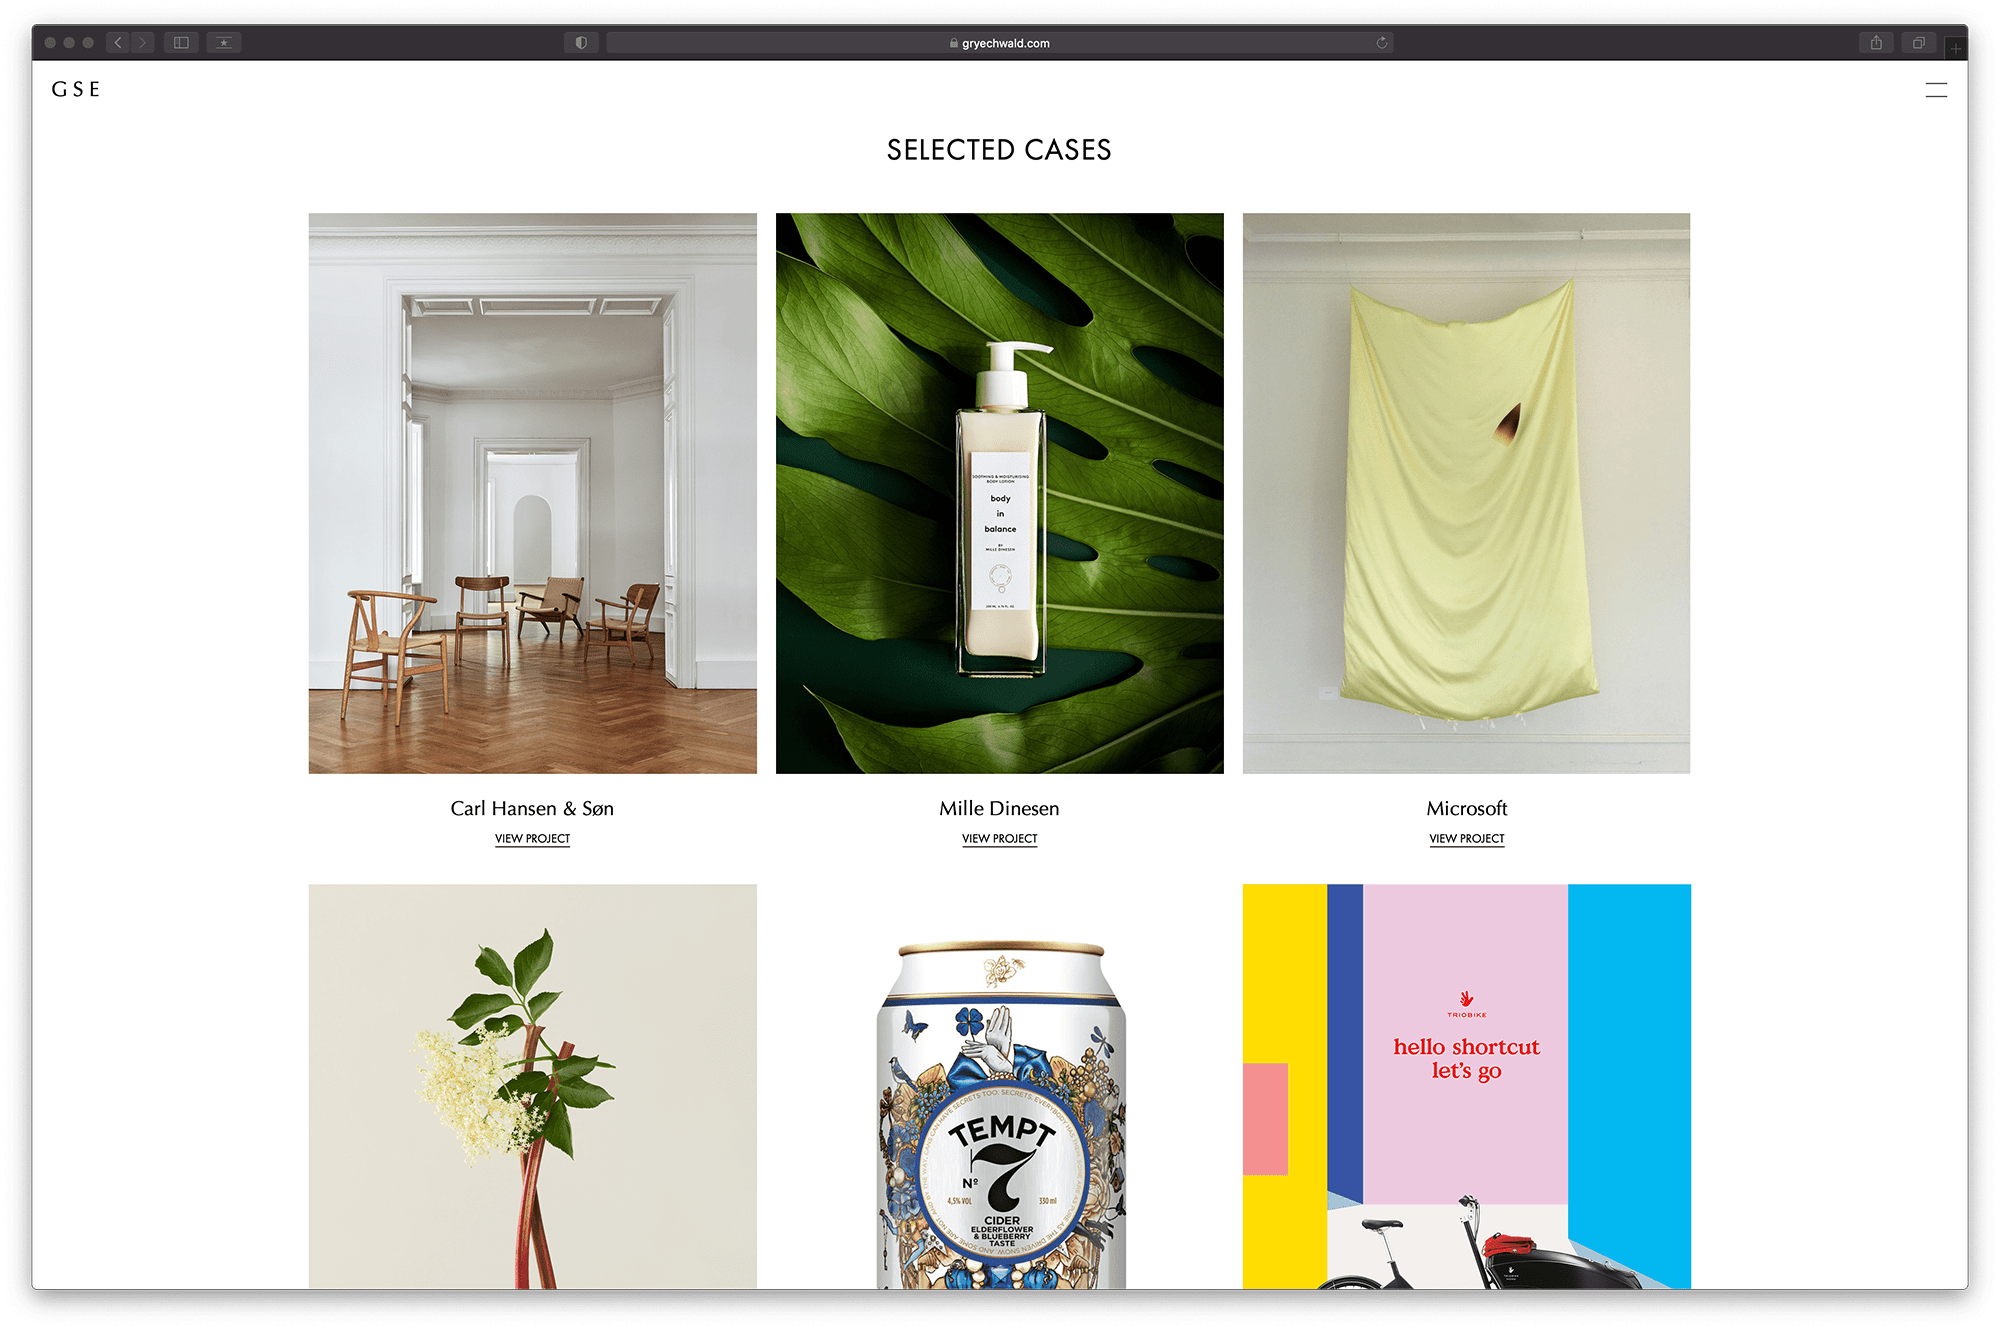 gryechwald.com
GSE
SELECTED CASES
SOOTHING & MOISTURISING
BODY LOTION
body
in
balance
BY
MILLE DINESEN
Carl Hansen & Søn
Mille Dinesen
Microsoft
VIEW PROJECT
VIEW PROJECT
VIEW PROJECT
TEMPT
Nº 7
4,5% VOL
330 ml
CIDER
ELDERFLOWER
& BLUEBERRY
TASTE
TRIOBIKE
hello shortcut
let's go